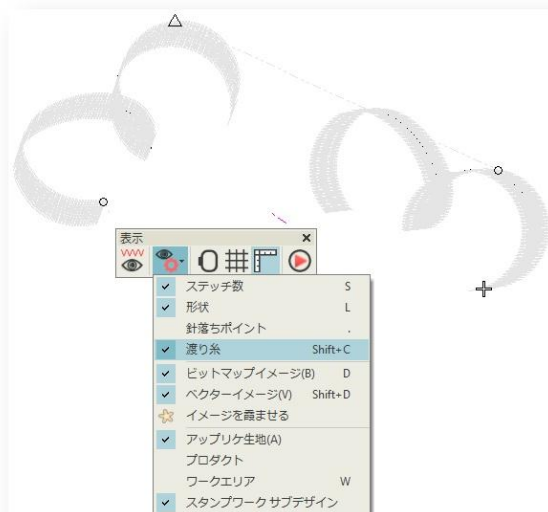 表示
ステッチ数 S
形状 L
針落ちポイント .
渡り糸 Shift+C
ビットマップイメージ(B) D
ベクターイメージ(V) Shift+D
イメージを霞ませる
アップリケ生地(A)
プロダクト
ワークエリア W
スタンプワーク サブデザイン